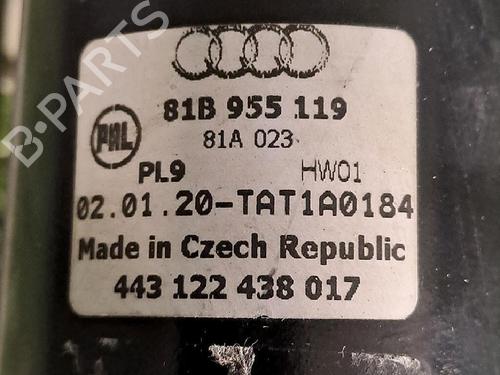 81B 955 119
PAL 81A 023
PL9 HW01
02.01.20-TAT1A0184
Made in Czech Republic
443 122 438 017
B-PARTS